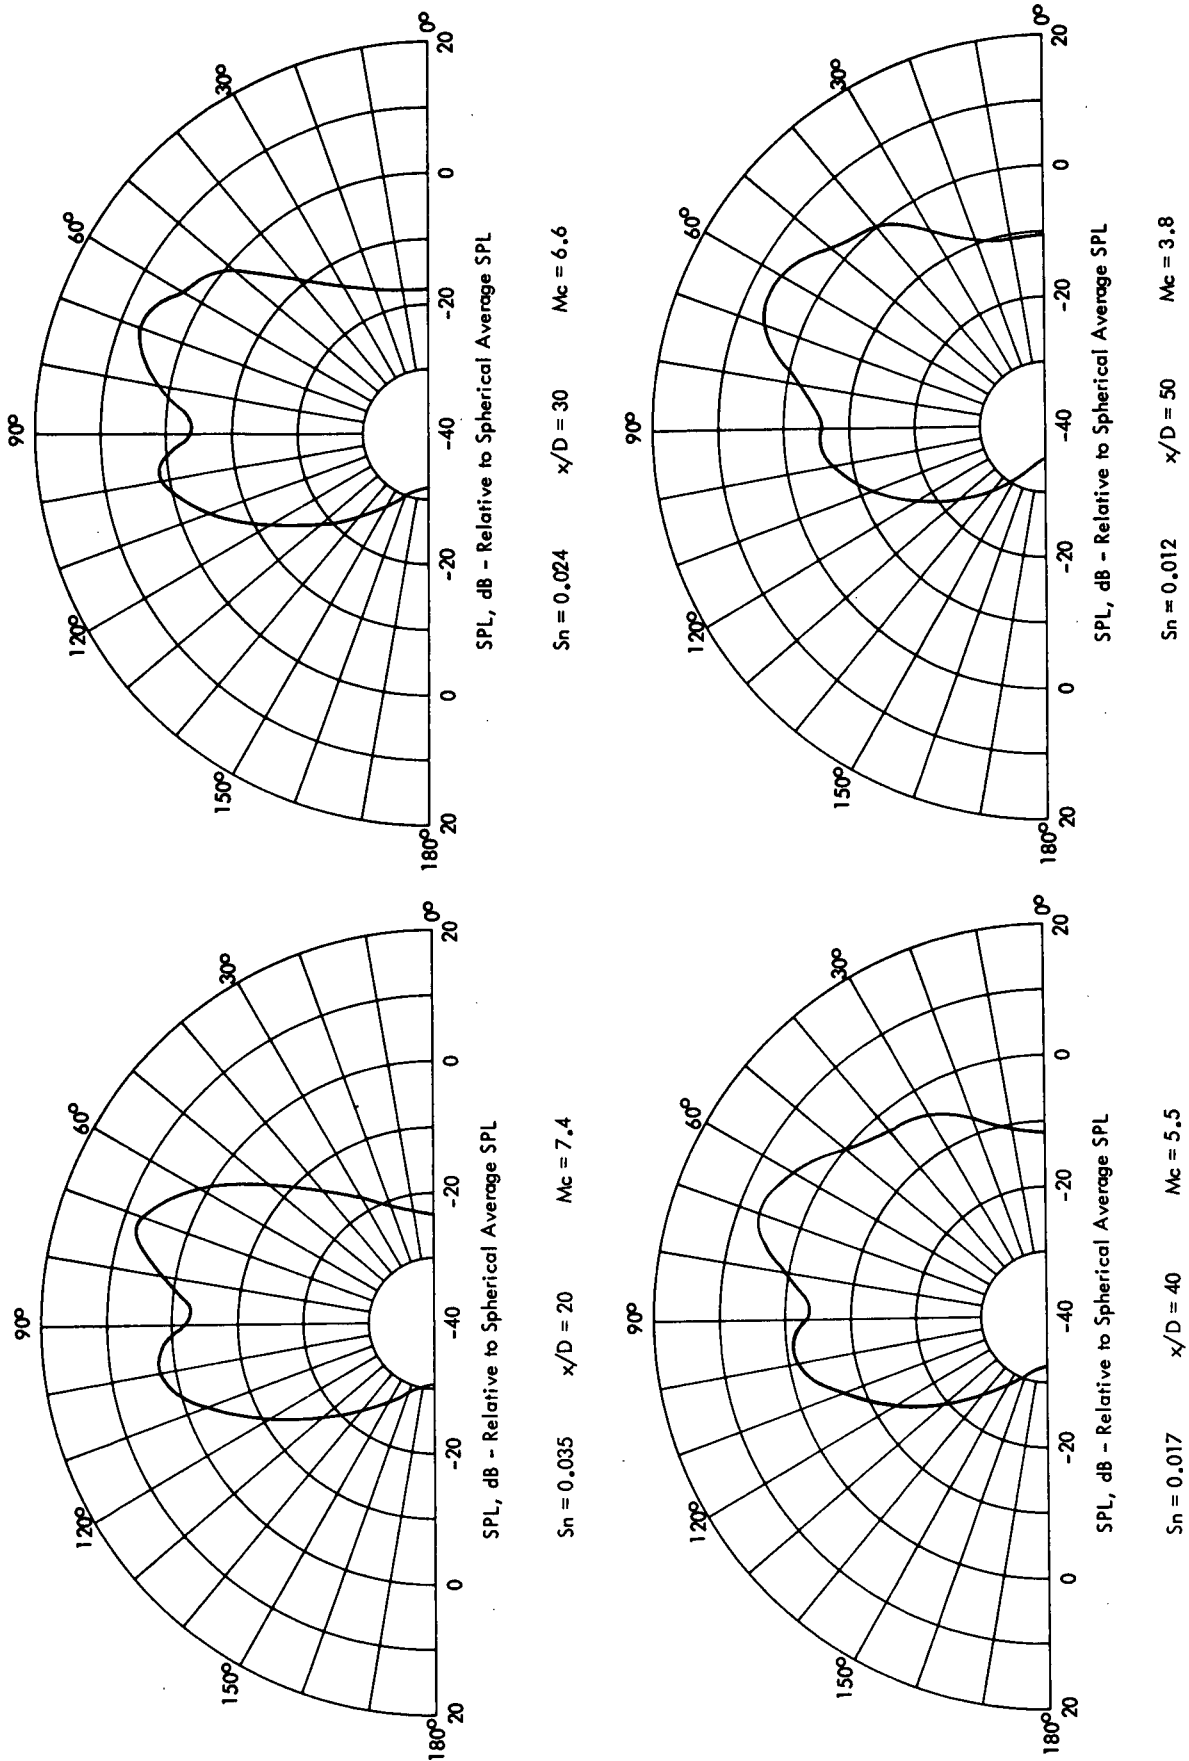 90°
120° 60°
150° 30°
180° 0°
20 0 -20 -40 -20 0 20
SPL, dB - Relative to Spherical Average SPL
Sn = 0.035 x/D = 20 Mc = 7.4
90°
120° 60°
150° 30°
180° 0°
20 0 -20 -40 -20 0 20
SPL, dB - Relative to Spherical Average SPL
Sn = 0.024 x/D = 30 Mc = 6.6
90°
120° 60°
150° 30°
180° 0°
20 0 -20 -40 -20 0 20
SPL, dB - Relative to Spherical Average SPL
Sn = 0.017 x/D = 40 Mc = 5.5
90°
120° 60°
150° 30°
180° 0°
20 0 -20 -40 -20 0 20
SPL, dB - Relative to Spherical Average SPL
Sn = 0.012 x/D = 50 Mc = 3.8